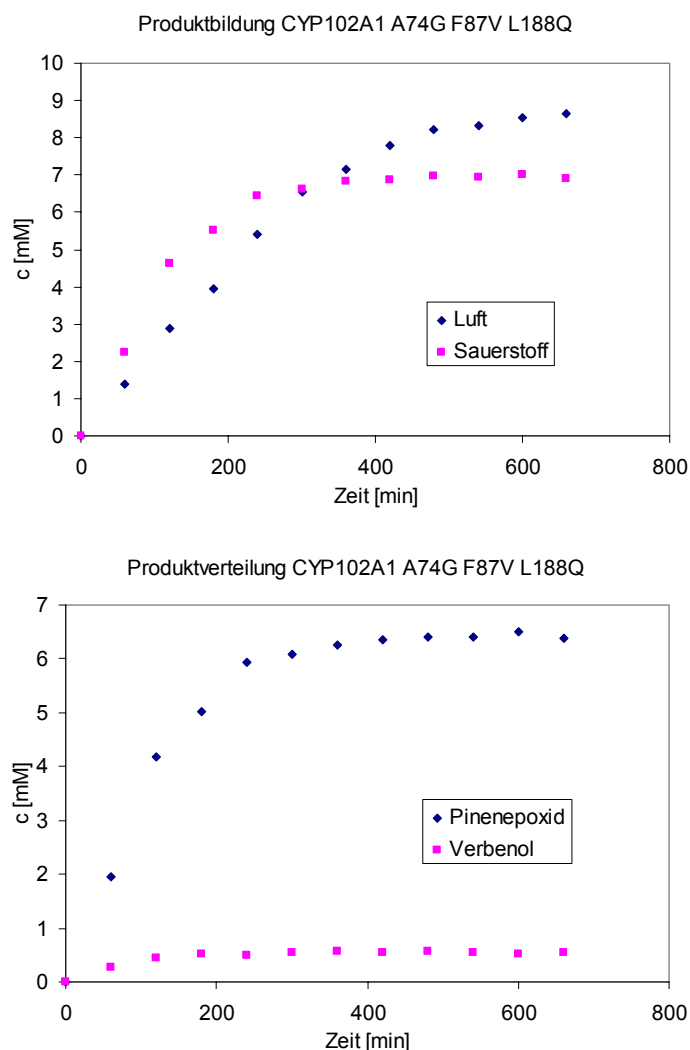 Produktbildung CYP102A1 A74G F87V L188Q
10
9
8
7
6
5
4
3
2
1
0
c [mM]
Luft
Sauerstoff
0 200 400 600 800
Zeit [min]
Produktverteilung CYP102A1 A74G F87V L188Q
7
6
5
4
3
2
1
0
c [mM]
Pinenepoxid
Verbenol
0 200 400 600 800
Zeit [min]